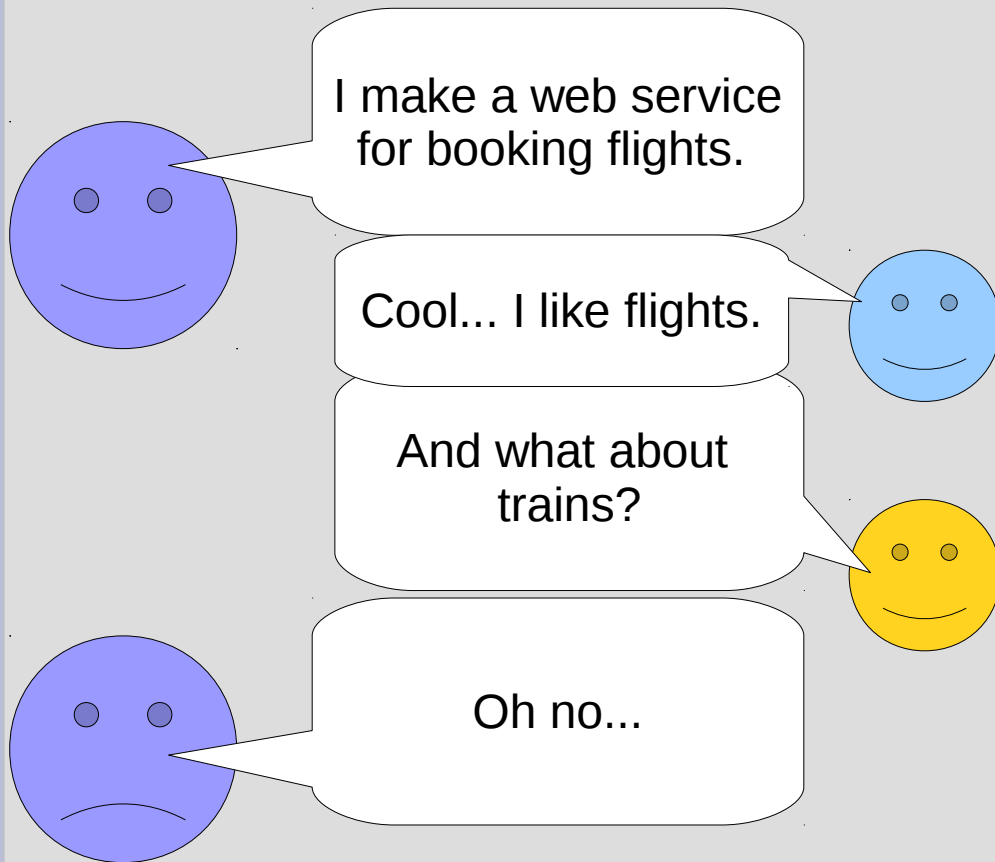 I make a web service
for booking flights.
Cool... I like flights.
And what about
trains?
Oh no...